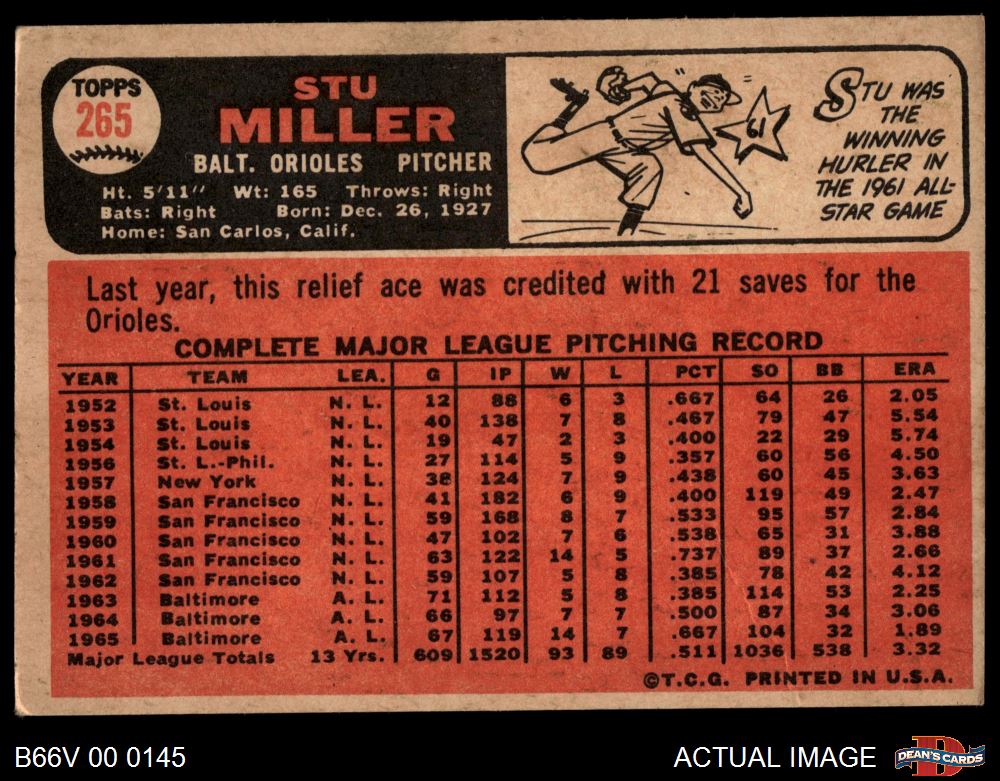 TOPPS
265
STU
MILLER
BALT. ORIOLES PITCHER
Ht. 5'11" Wt: 165 Throws: Right
Bats: Right Born: Dec. 26, 1927
Home: San Carlos, Calif.
61
STU WAS
THE
WINNING
HURLER IN
THE 1961 ALL-
STAR GAME
Last year, this relief ace was credited with 21 saves for the
Orioles.
COMPLETE MAJOR LEAGUE PITCHING RECORD
YEAR TEAM LEA. G IP W L PCT SO BB ERA
1952 St. Louis N. L. 12 88 6 3 .667 64 26 2.05
1953 St. Louis N. L. 40 138 7 8 .467 79 47 5.54
1954 St. Louis N. L. 19 47 2 3 .400 22 29 5.74
1956 St. L.-Phil. N. L. 27 114 5 9 .357 60 56 4.50
1957 New York N. L. 38 124 7 9 .438 60 45 3.63
1958 San Francisco N. L. 41 182 6 9 .400 119 49 2.47
1959 San Francisco N. L. 59 168 8 7 .533 95 57 2.84
1960 San Francisco N. L. 47 102 7 6 .538 65 31 3.88
1961 San Francisco N. L. 63 122 14 5 .737 89 37 2.66
1962 San Francisco N. L. 59 107 5 8 .385 78 42 4.12
1963 Baltimore A. L. 71 112 5 8 .385 114 53 2.25
1964 Baltimore A. L. 66 97 7 7 .500 87 34 3.06
1965 Baltimore A. L. 67 119 14 7 .667 104 32 1.89
Major League Totals 13 Yrs. 609 1520 93 89 .511 1036 538 3.32
©T.C.G. PRINTED IN U.S.A.
B66V 00 0145
ACTUAL IMAGE
D
DEAN'S CARDS